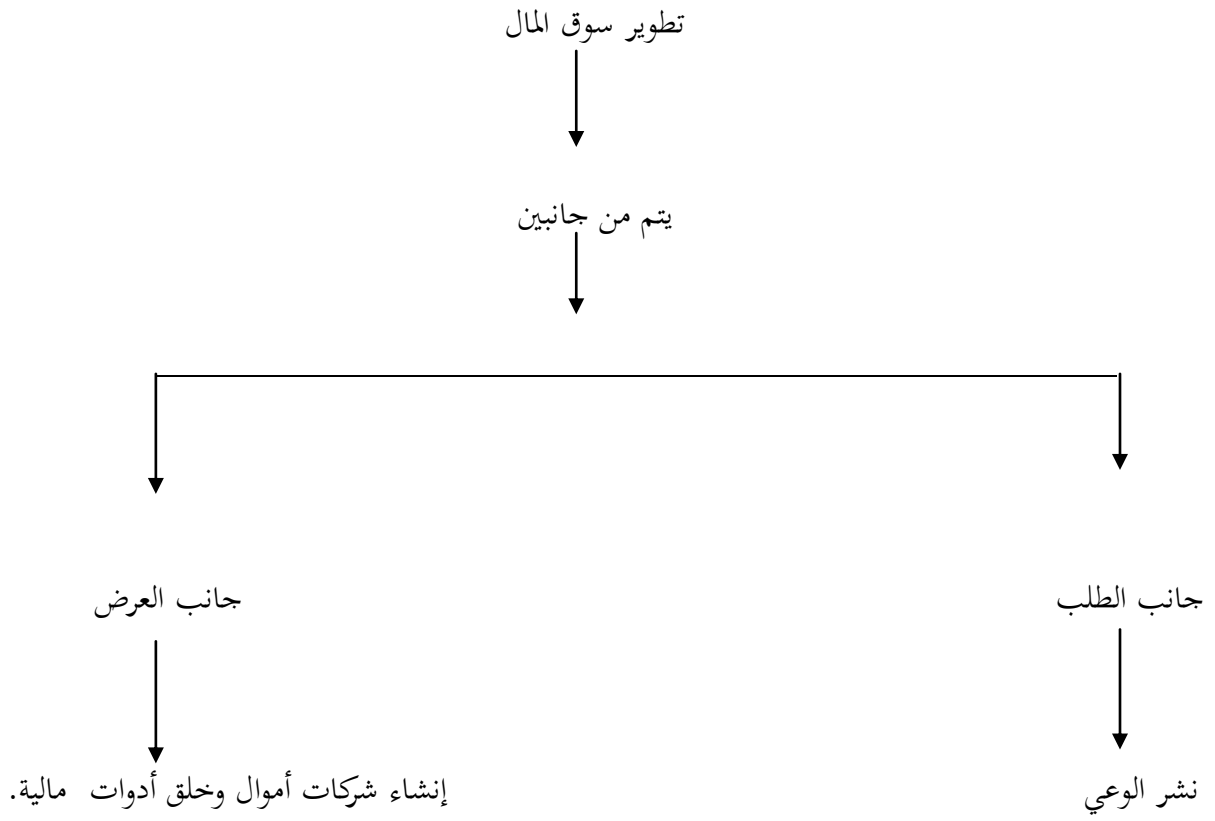 تطوير سوق المال
يتم من جانبين
جانب الطلب
جانب العرض
نشر الوعي
إنشاء شركات أموال وخلق أدوات مالية.